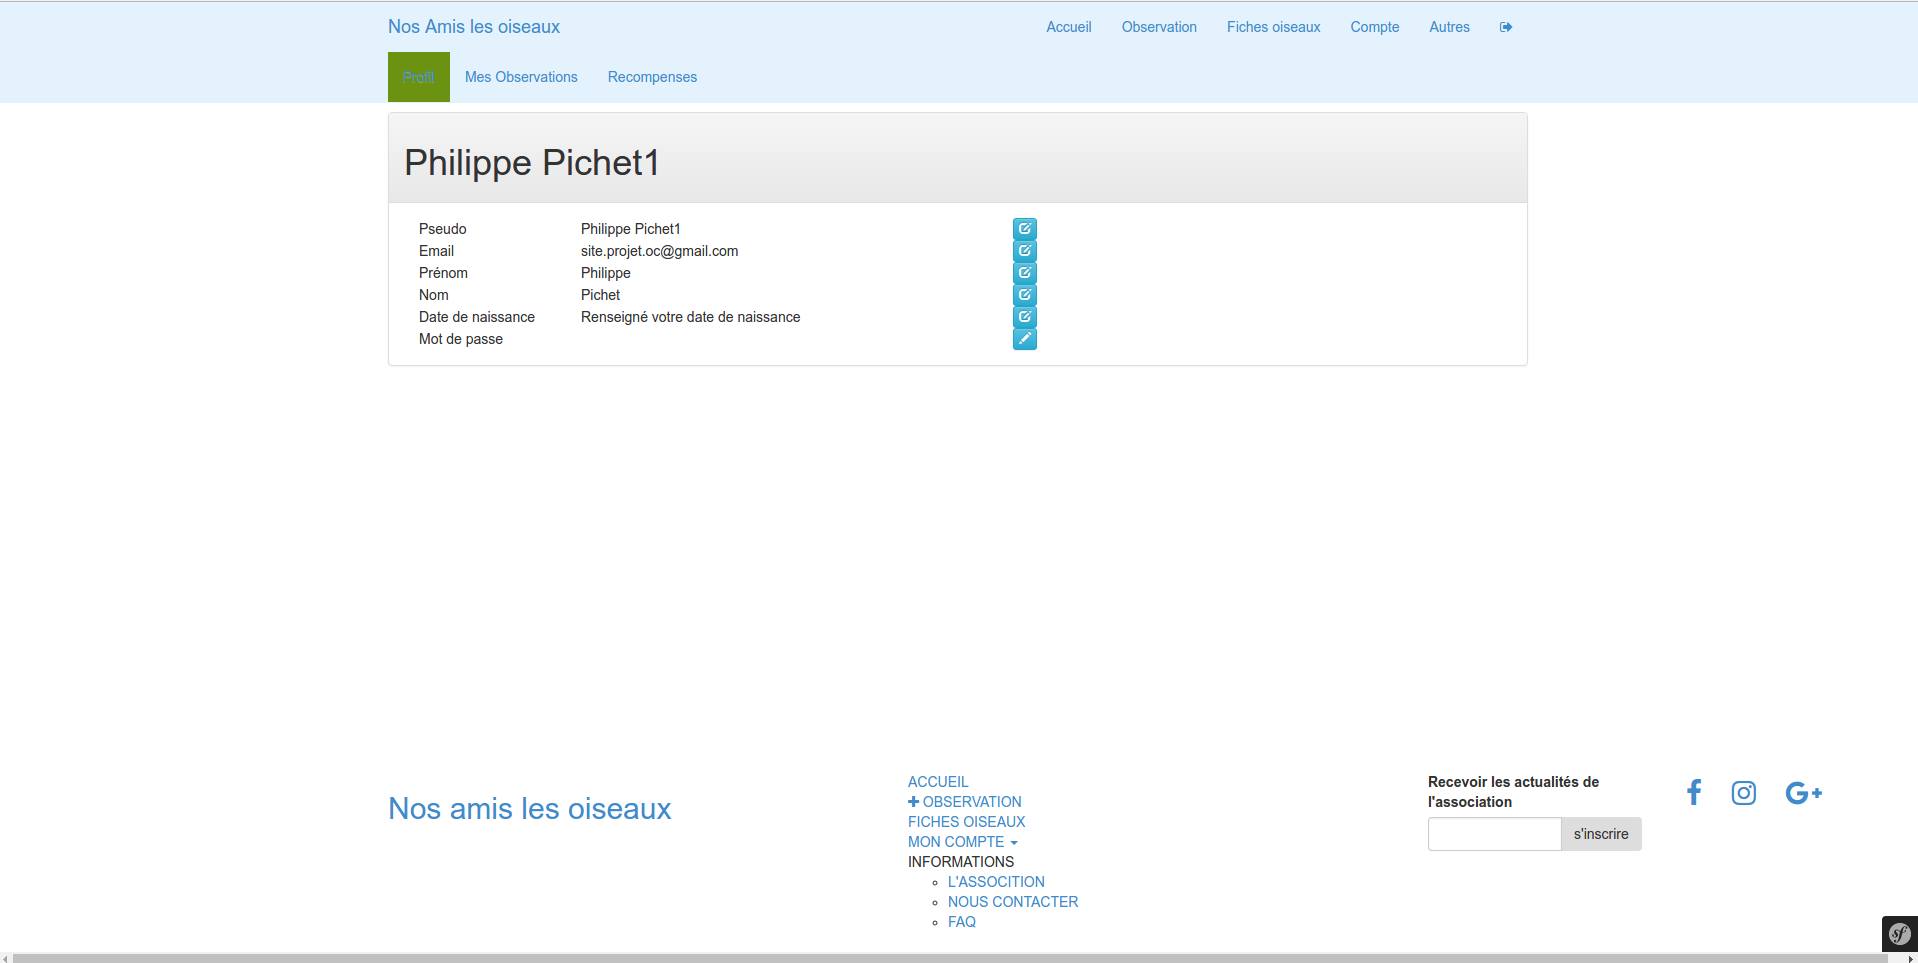 Nos Amis les oiseaux
Accueil Observation Fiches oiseaux Compte Autres
Profil Mes Observations Recompenses
Philippe Pichet1
Pseudo Philippe Pichet1
Email site.projet.oc@gmail.com
Prénom Philippe
Nom Pichet
Date de naissance Renseigné votre date de naissance
Mot de passe
Nos amis les oiseaux
ACCUEIL
OBSERVATION
FICHES OISEAUX
MON COMPTE
INFORMATIONS
L'ASSOCITION
NOUS CONTACTER
FAQ
Recevoir les actualités de
l'association
s'inscrire
G+
sf